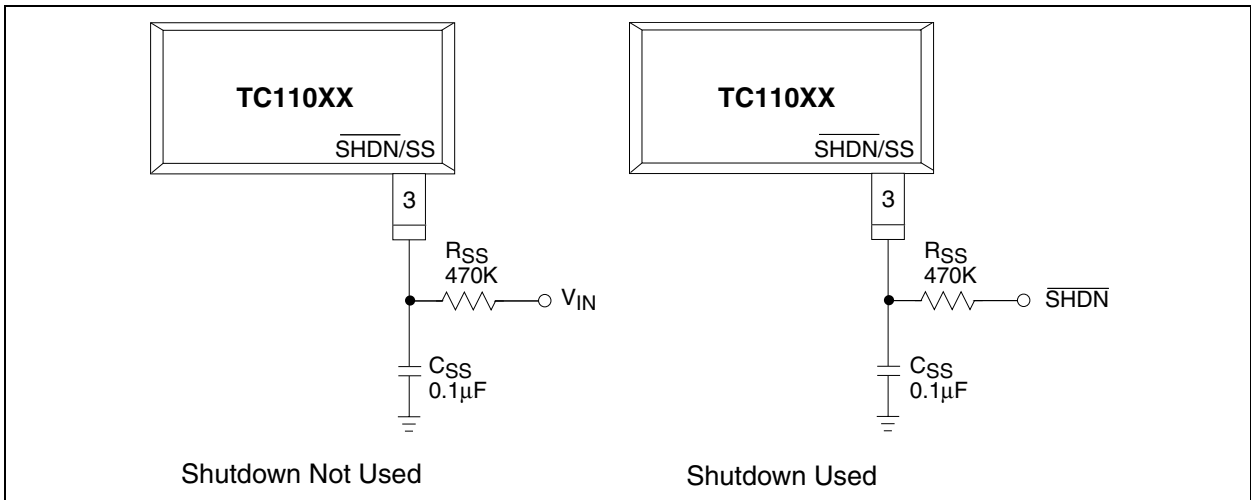 TC110XX
SHDN/SS
3
RSS
470K
VIN
CSS
0.1μF
Shutdown Not Used
TC110XX
SHDN/SS
3
RSS
470K
SHDN
CSS
0.1μF
Shutdown Used